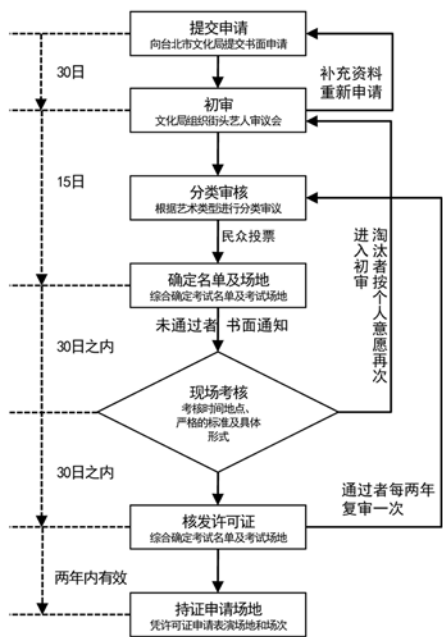 提交申请
向台北市文化局提交书面申请
30日
补充资料
重新申请
初审
文化局组织街头艺人审议会
15日
分类审核
根据艺术类型进行分类审议
民众投票
淘汰者按个人意愿再次
进入初审
确定名单及场地
综合确定考试名单及考试场地
未通过者 书面通知
30日之内
现场考核
考核时间地点、
严格的标准及具体
形式
30日之内
通过者每两年
复审一次
核发许可证
综合确定考试名单及考试场地
两年内有效
持证申请场地
凭许可证申请表演场地和场次